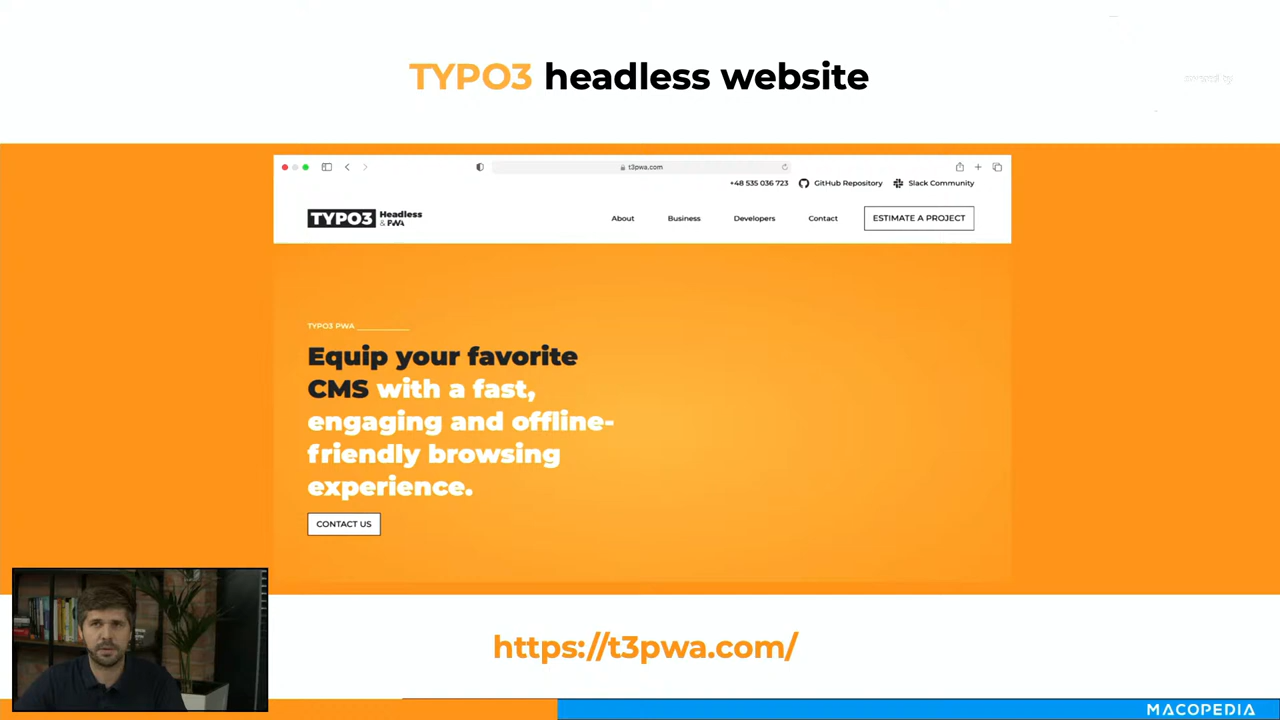 TYPO3 headless website
powered by
t3pwa.com
+48 535 036 723 GitHub Repository Slack Community
TYPO3 Headless & PWA
About Business Developers Contact ESTIMATE A PROJECT
TYPO3 PWA
Equip your favorite
CMS with a fast,
engaging and offline-
friendly browsing
experience.
CONTACT US
https://t3pwa.com/
MACOPEDIA